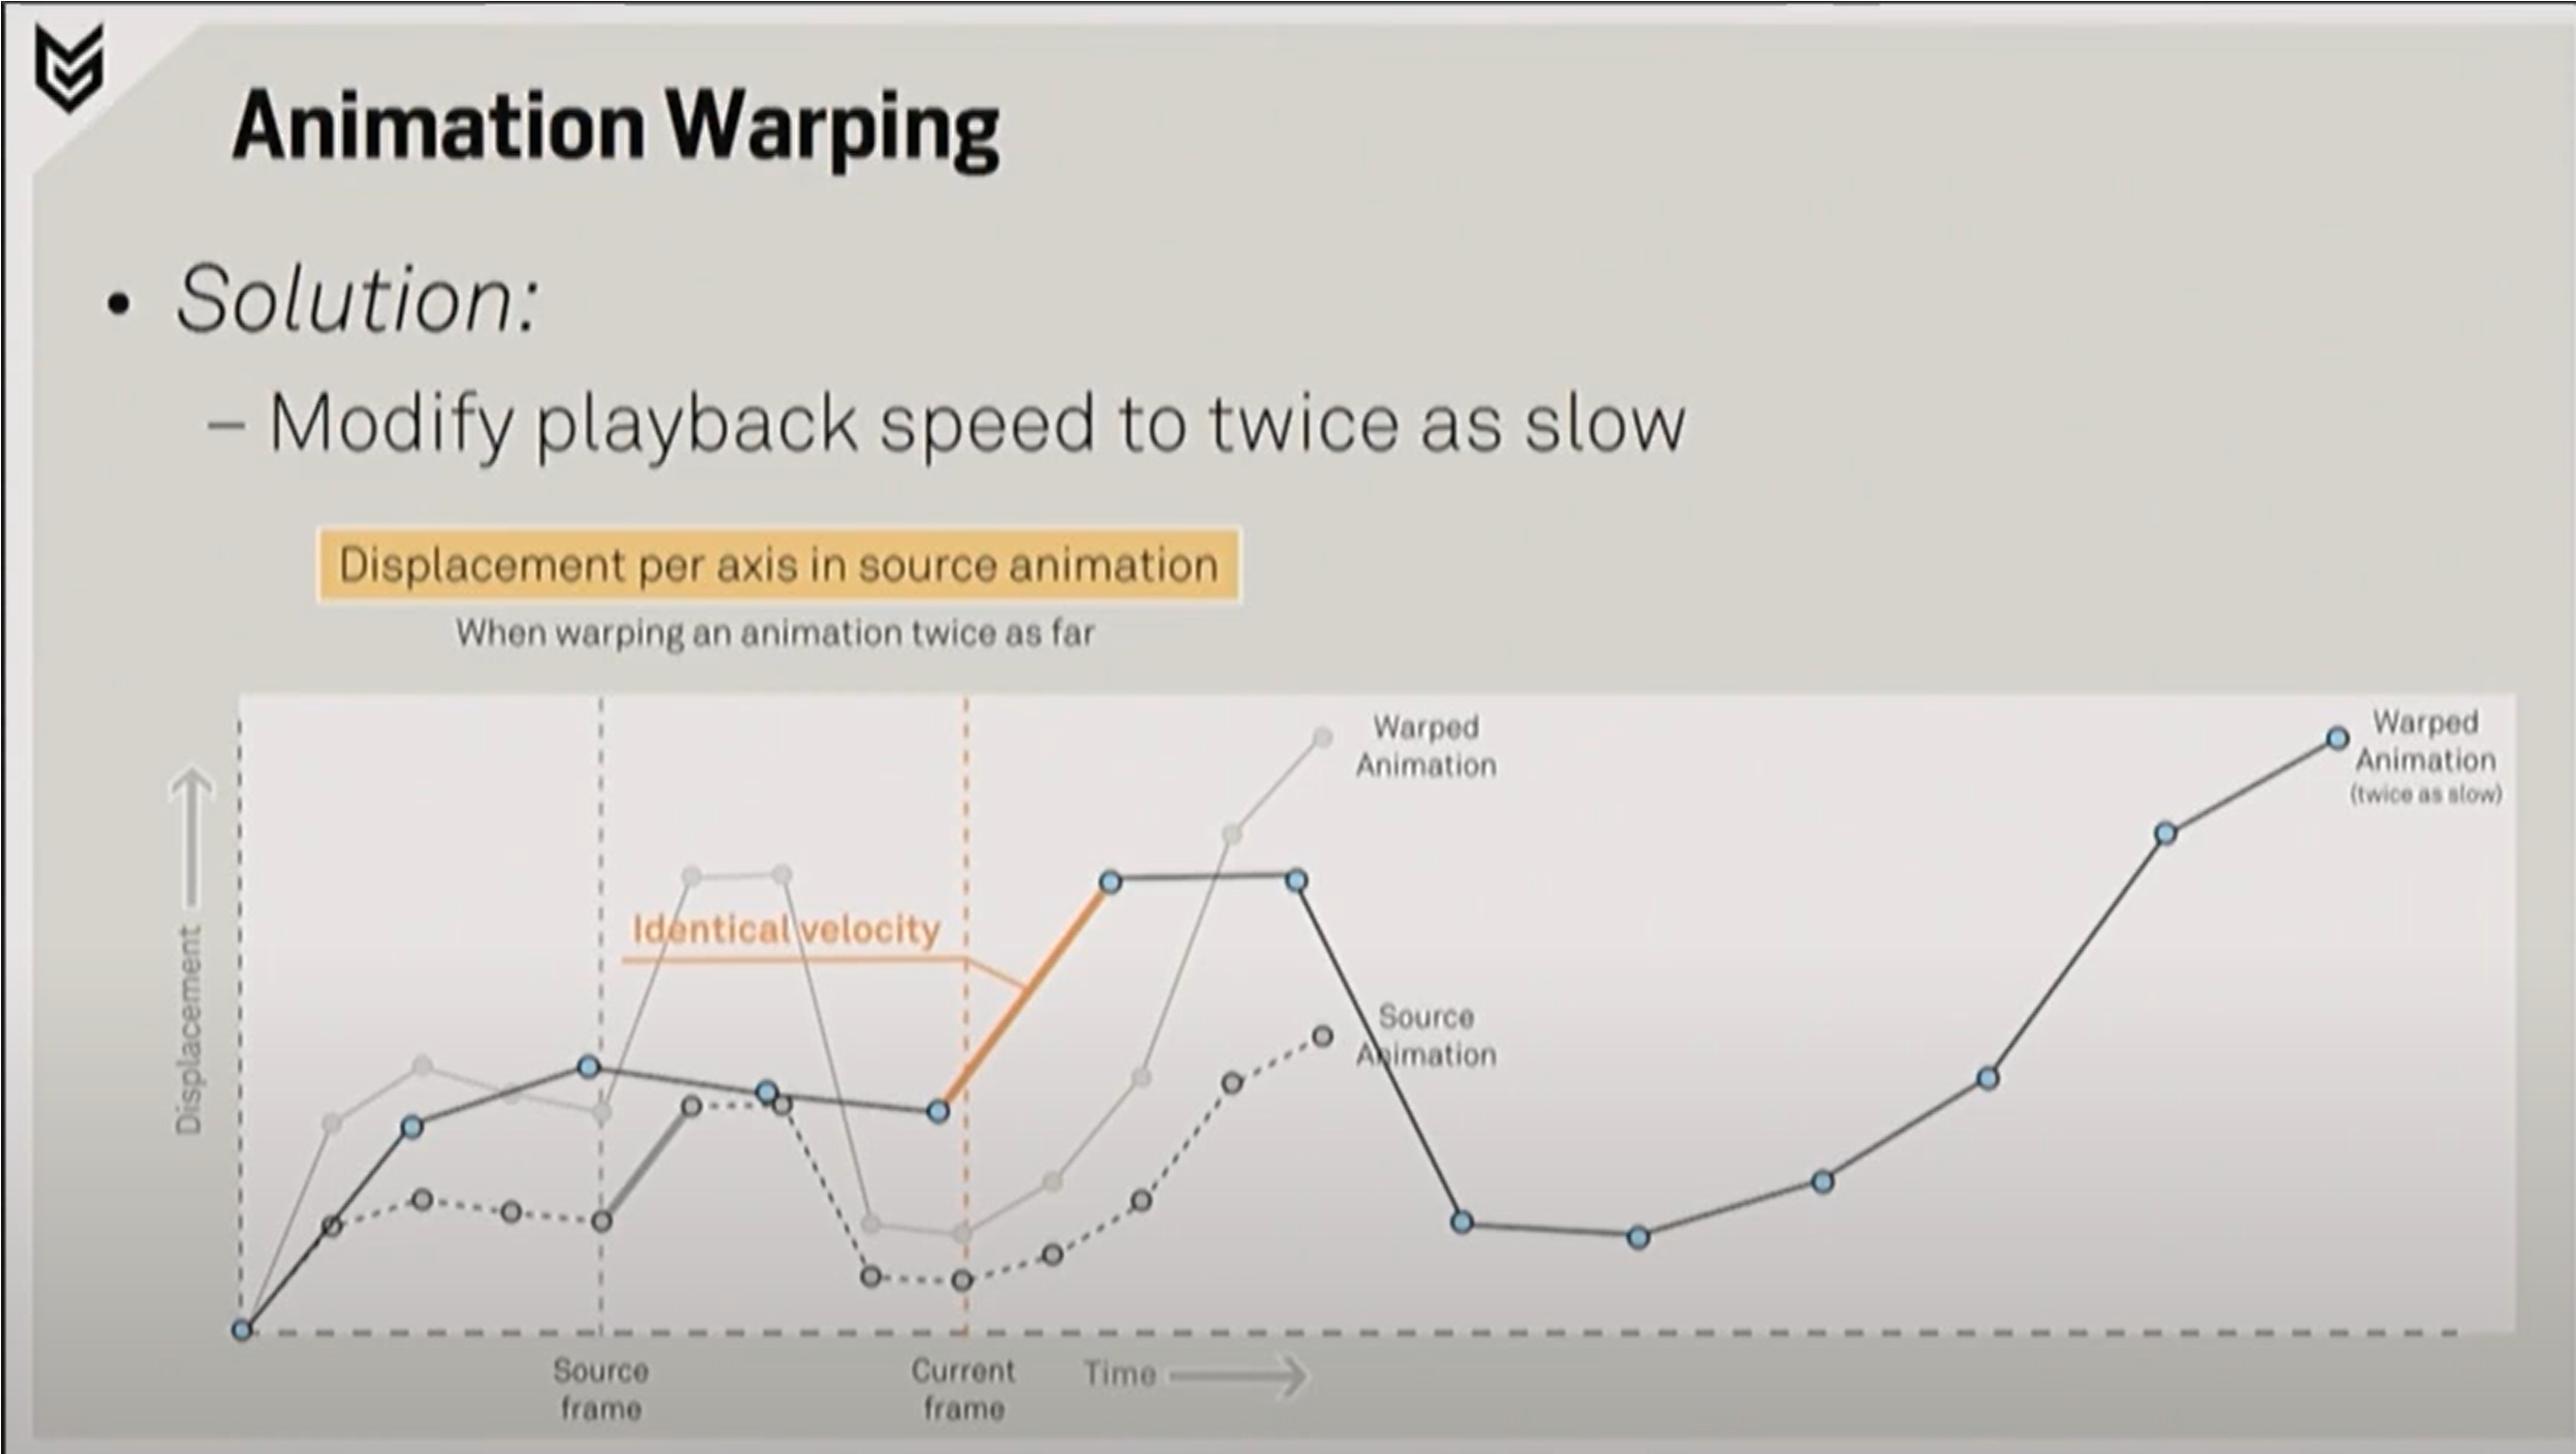 Animation Warping
• Solution:
– Modify playback speed to twice as slow
Displacement per axis in source animation
When warping an animation twice as far
Warped
Animation
Warped
Animation
(twice as slow)
Identical velocity
Source
Animation
Displacement
Source
frame
Current
frame
Time